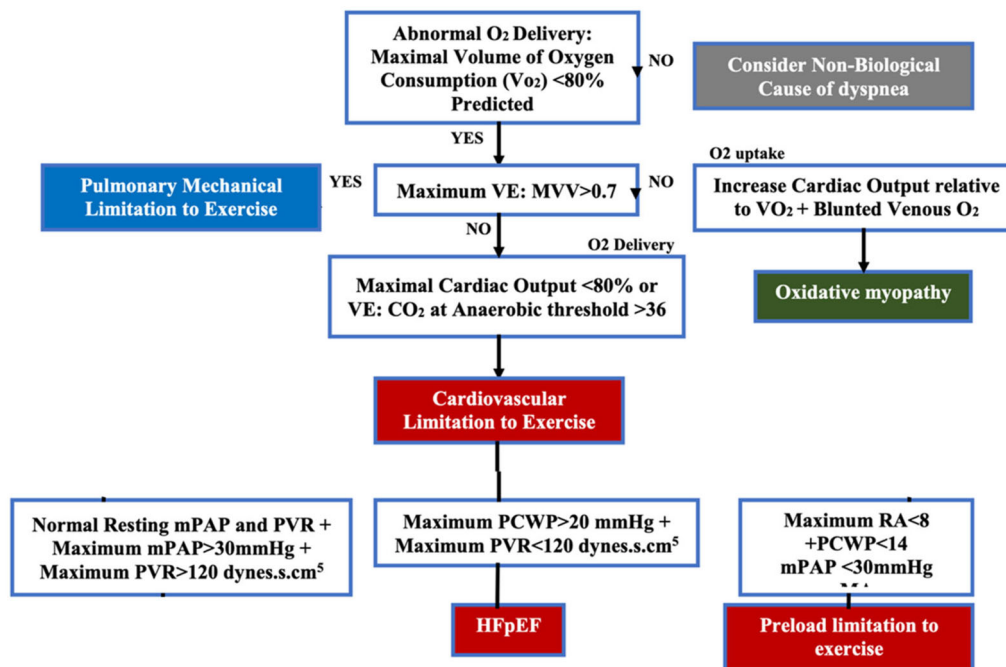 Abnormal O₂ Delivery:
Maximal Volume of Oxygen
Consumption (Vo₂) <80%
Predicted
NO
Consider Non-Biological
Cause of dyspnea
YES
O2 uptake
Pulmonary Mechanical
Limitation to Exercise
YES
Maximum VE: MVV>0.7
NO
Increase Cardiac Output relative
to VO₂ + Blunted Venous O₂
NO
O2 Delivery
Maximal Cardiac Output <80% or
VE: CO₂ at Anaerobic threshold >36
Oxidative myopathy
Cardiovascular
Limitation to Exercise
Normal Resting mPAP and PVR +
Maximum mPAP>30mmHg +
Maximum PVR>120 dynes.s.cm⁵
Maximum PCWP>20 mmHg +
Maximum PVR<120 dynes.s.cm⁵
Maximum RA<8
+PCWP<14
mPAP <30mmHg
HFpEF
Preload limitation to
exercise